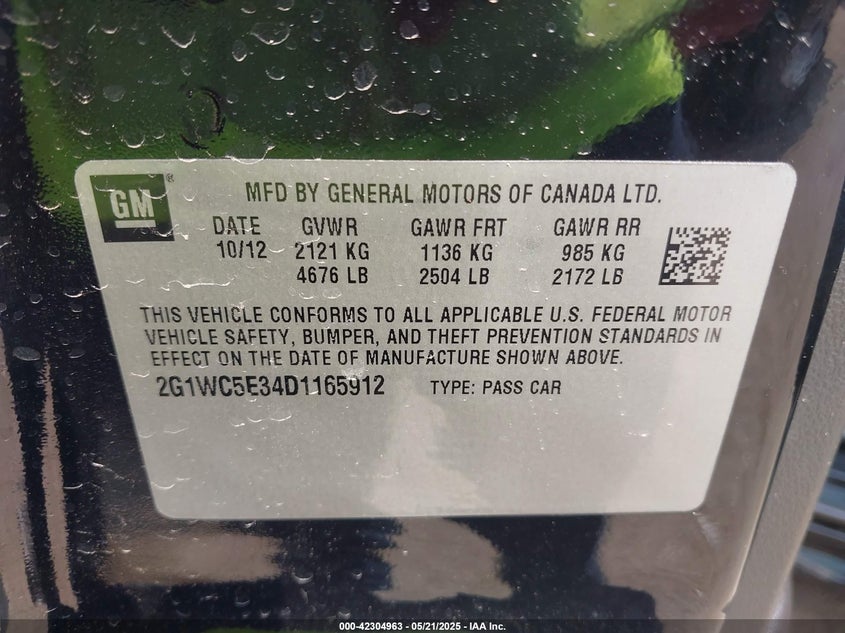 GM®
MFD BY GENERAL MOTORS OF CANADA LTD.
DATE GVWR GAWR FRT GAWR RR
10/12 2121 KG 1136 KG 985 KG
4676 LB 2504 LB 2172 LB
THIS VEHICLE CONFORMS TO ALL APPLICABLE U.S. FEDERAL MOTOR
VEHICLE SAFETY, BUMPER, AND THEFT PREVENTION STANDARDS IN
EFFECT ON THE DATE OF MANUFACTURE SHOWN ABOVE.
2G1WC5E34D1165912 TYPE: PASS CAR
000-42304963 - 05/21/2025 - IAA Inc.